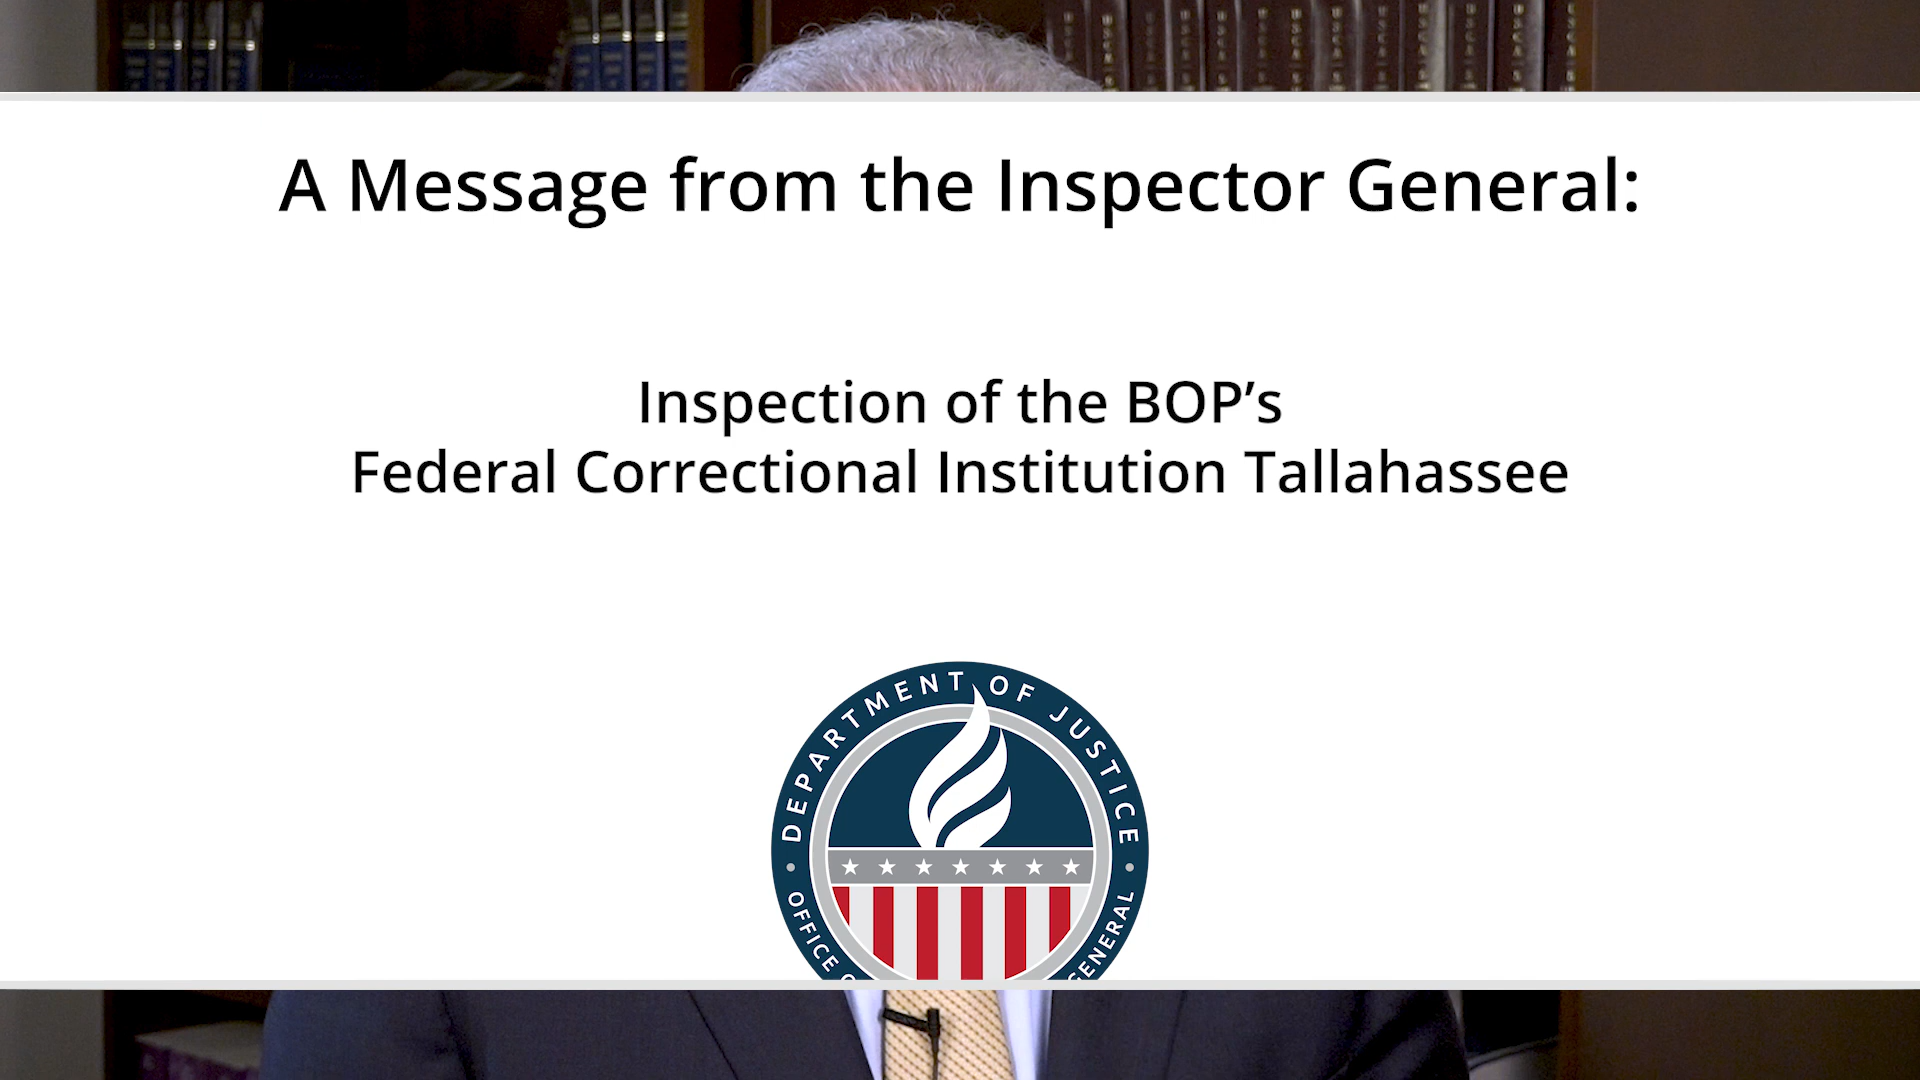 A Message from the Inspector General:
Inspection of the BOP’s
Federal Correctional Institution Tallahassee
DEPARTMENT OF JUSTICE
OFFICE
GENERAL